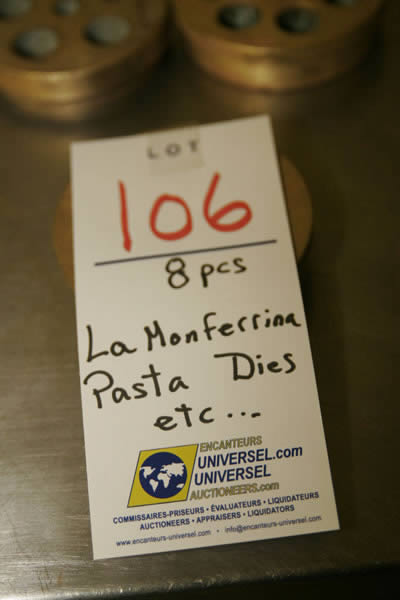 LOT
106
8 pcs
La Monferrina
Pasta Dies
etc...
ENCANTEURS
UNIVERSEL.com
UNIVERSEL
AUCTIONEERS.com
COMMISSAIRES-PRISEURS • ÉVALUATEURS • LIQUIDATEURS
AUCTIONEERS • APPRAISERS • LIQUIDATORS
www.encanteurs-universel.com • info@encanteurs-universel.com